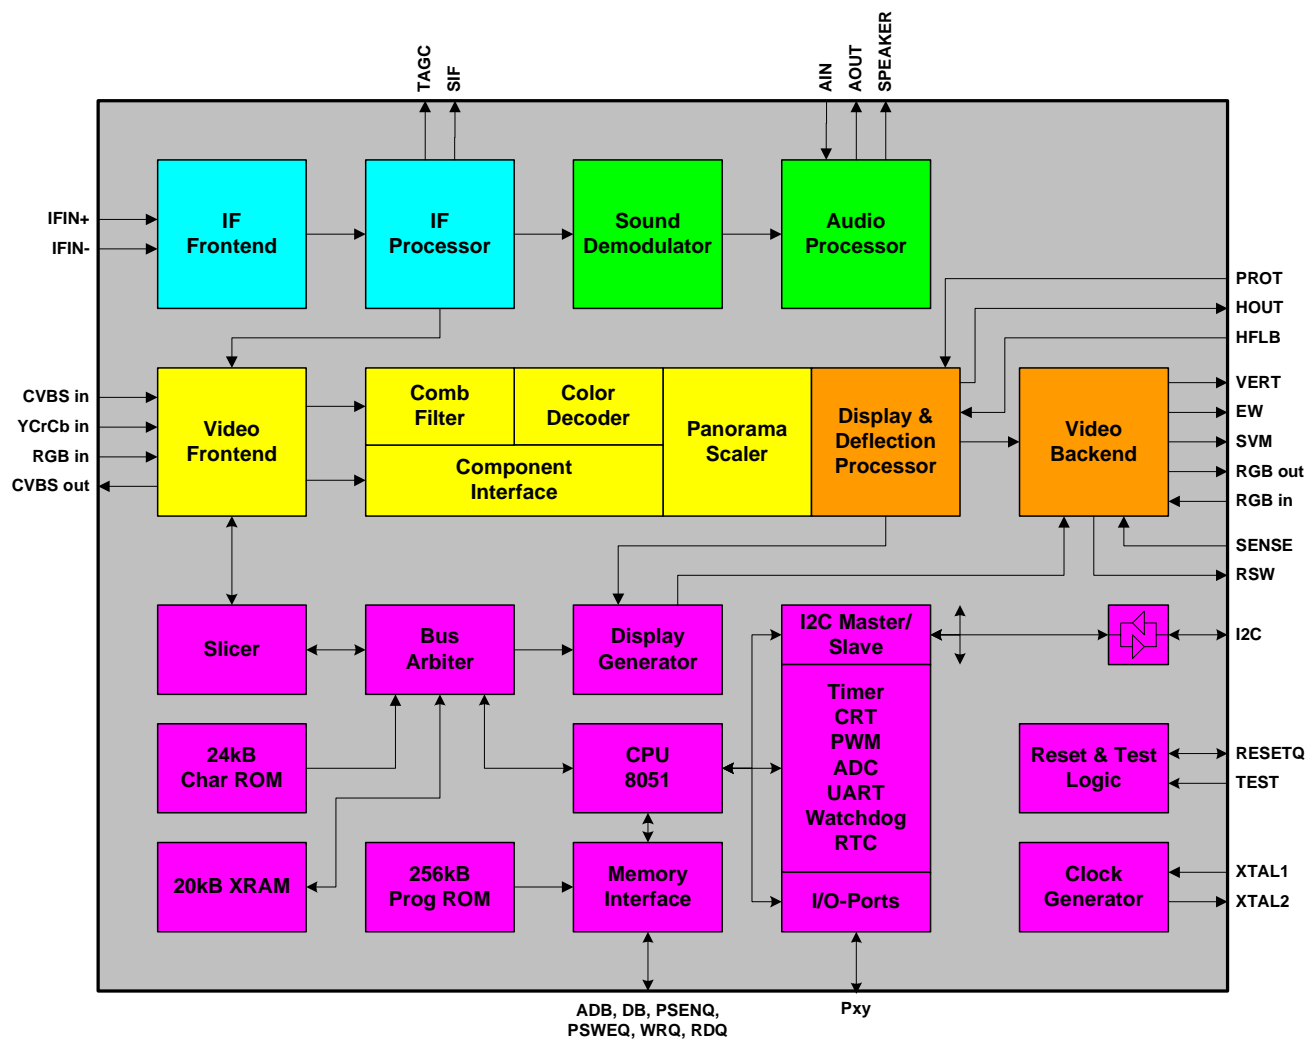 TAGC
SIF
AIN
AOUT
SPEAKER
IFIN+
IFIN-
IF
Frontend
IF
Processor
Sound
Demodulator
Audio
Processor
PROT
HOUT
HFLB
CVBS in
YCrCb in
RGB in
CVBS out
Video
Frontend
Comb
Filter
Color
Decoder
Component
Interface
Panorama
Scaler
Display &
Deflection
Processor
Video
Backend
VERT
EW
SVM
RGB out
RGB in
SENSE
RSW
Slicer
Bus
Arbiter
Display
Generator
I2C Master/
Slave
I2C
24kB
Char ROM
CPU
8051
Timer
CRT
PWM
ADC
UART
Watchdog
RTC
Reset & Test
Logic
RESETQ
TEST
20kB XRAM
256kB
Prog ROM
Memory
Interface
I/O-Ports
Clock
Generator
XTAL1
XTAL2
ADB, DB, PSENQ,
PSWEQ, WRQ, RDQ
Pxy